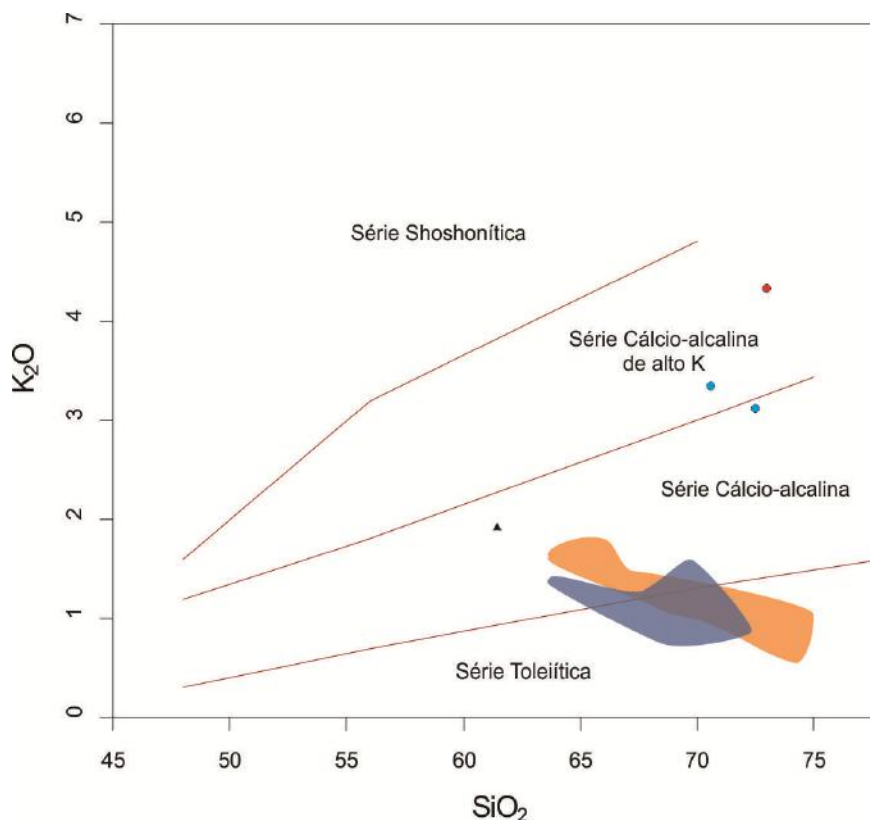 7
6
5
4
3
2
1
0
K₂O
Série Shoshonítica
Série Cálcio-alcalina
de alto K
Série Cálcio-alcalina
Série Toleiítica
45
50
55
60
65
70
75
SiO₂